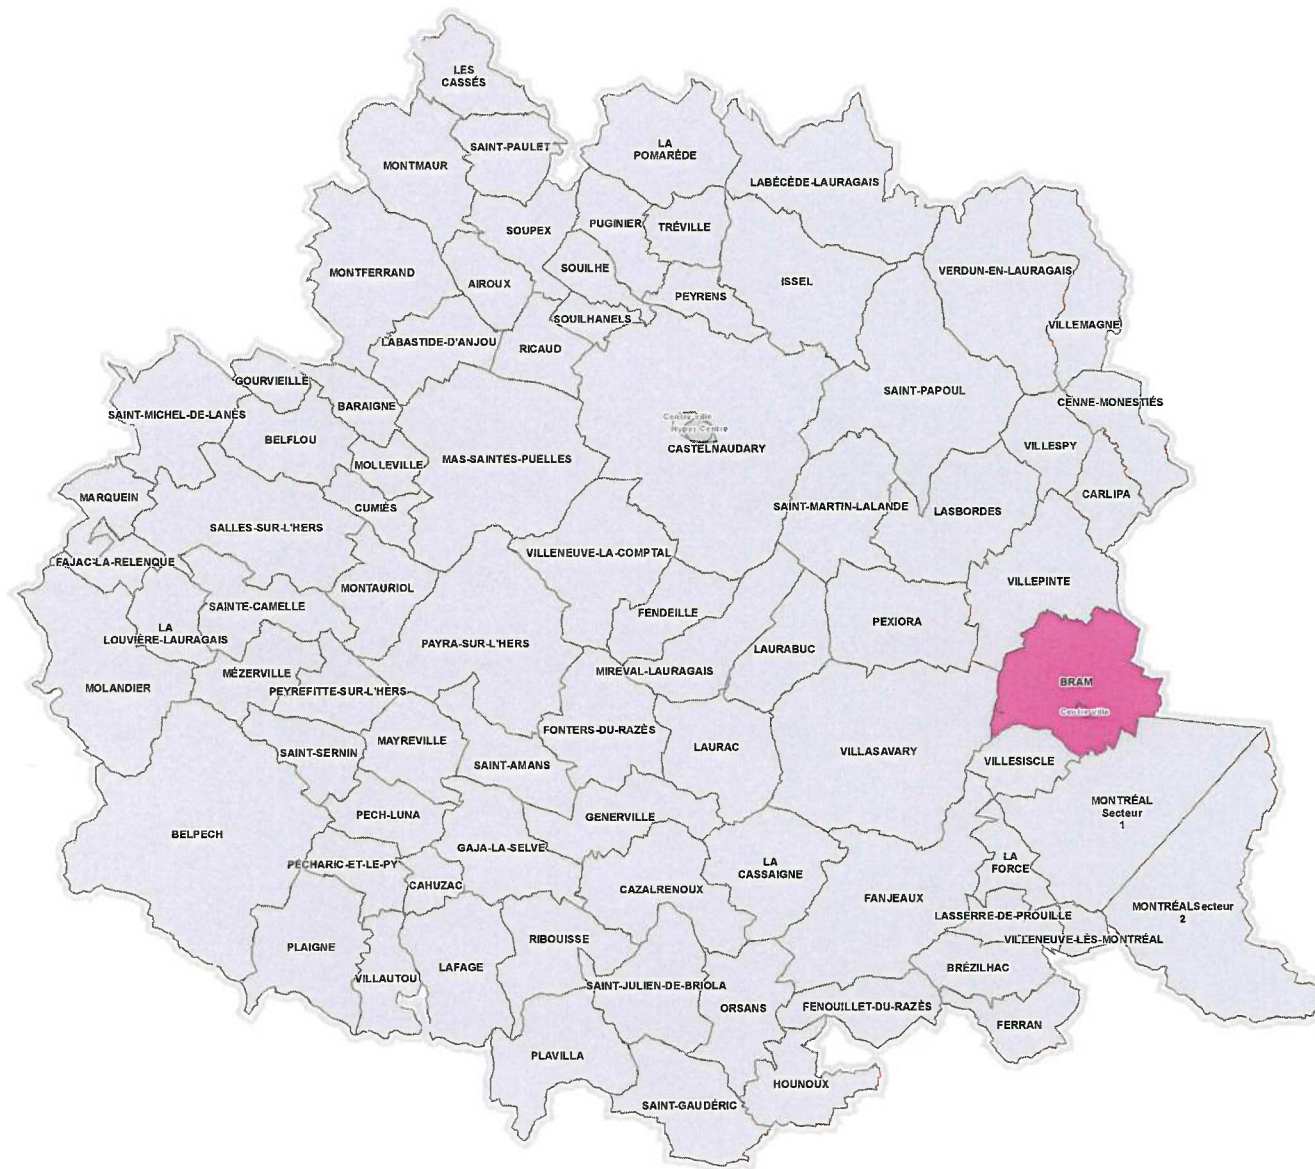 LES
CASSÉS
SAINT-PAULET
MONTMAUR
LA
POMARÈDE
LABÉCÈDE-LAURAGAIS
SOUPEX
PUGINIER
TRÉVILLE
MONTFERRAND
AIROUX
SOUILHE
PEYRENS
ISSEL
VERDUN-EN-LAURAGAIS
VILLEMAGNE
SOUILHANELS
LABASTIDE-D'ANJOU
RICAUD
GOURVIEILLE
BARAIGNE
SAINT-MICHEL-DE-LANÈS
BELFLOU
MOLLEVILLE
MAS-SAINTES-PUELLES
Centre ville
Hyper Centre
CASTELNAUDARY
SAINT-PAPOUL
CENNE-MONESTIÉS
VILLESPY
CARLIPA
MARQUEIN
CUMIÈS
SALLES-SUR-L'HERS
SAINT-MARTIN-LALANDE
LASBORDES
FAJAC-LA-RELENQUE
VILLENEUVE-LA-COMPTAL
MONTAURIOL
VILLEPINTE
SAINTE-CAMELLE
FENDEILLE
PEXIORA
LA
LOUVIÈRE-LAURAGAIS
PAYRA-SUR-L'HERS
LAURABUC
MÉZERVILLE
MIREVAL-LAURAGAIS
MOLANDIER
PEYREFITTE-SUR-L'HERS
BRAM
Centre ville
SAINT-SERNIN
MAYREVILLE
FONTERS-DU-RAZÈS
LAURAC
VILLASAVARY
SAINT-AMANS
VILLESISCLE
MONTRÉAL
Secteur
1
PECH-LUNA
GENERVILLE
BELPECH
GAJA-LA-SELVE
PÉCHARIC-ET-LE-PY
CAHUZAC
CAZALRENOUX
LA
CASSAIGNE
LA
FORCE
FANJEAUX
LASSERRE-DE-PROUILLE
MONTRÉALSecteur
2
PLAIGNE
RIBOUISSE
VILLENEUVE-LÈS-MONTRÉAL
VILLAUTOU
LAFAGE
BRÉZILHAC
SAINT-JULIEN-DE-BRIOLA
ORSANS
FENOUILLET-DU-RAZÈS
FERRAN
PLAVILLA
HOUNOUX
SAINT-GAUDÉRIC